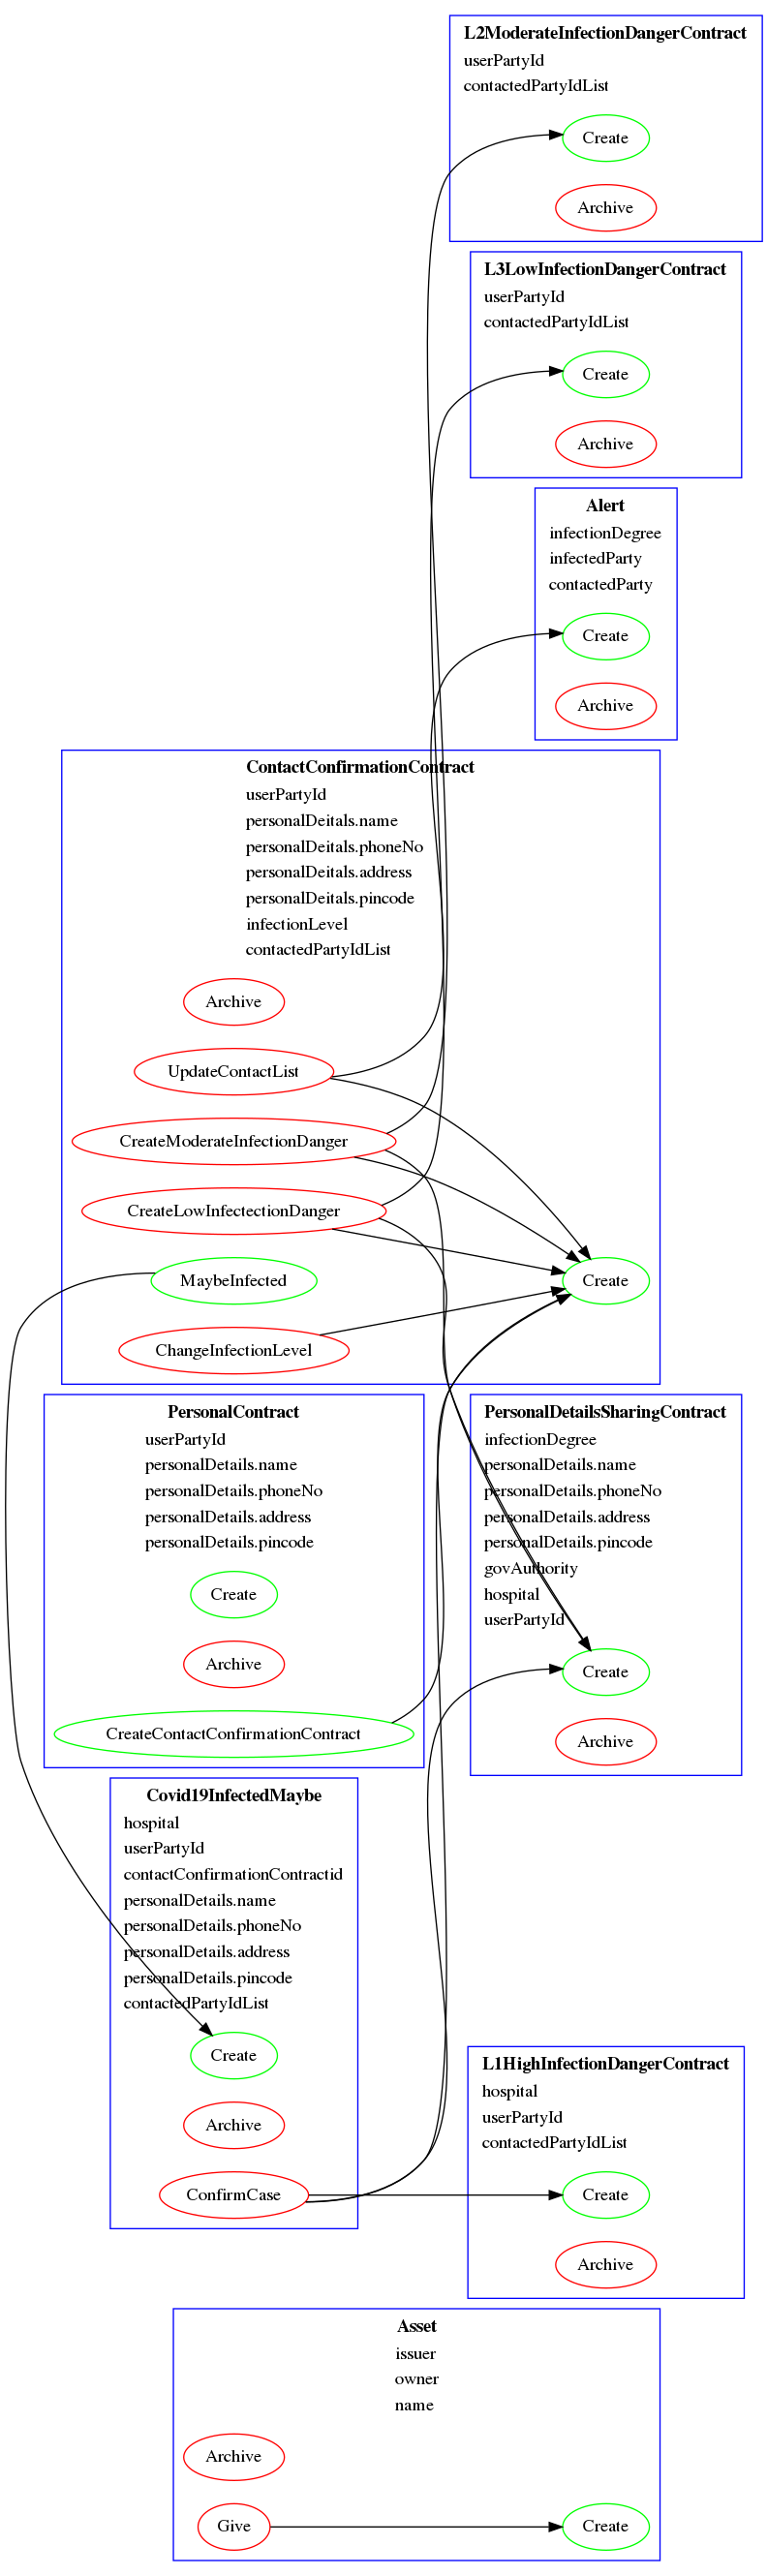 L2ModerateInfectionDangerContract
userPartyId
contactedPartyIdList
Create
Archive
L3LowInfectionDangerContract
userPartyId
contactedPartyIdList
Create
Archive
Alert
infectionDegree
infectedParty
contactedParty
Create
Archive
ContactConfirmationContract
userPartyId
personalDeitals.name
personalDeitals.phoneNo
personalDeitals.address
personalDeitals.pincode
infectionLevel
contactedPartyIdList
Archive
UpdateContactList
CreateModerateInfectionDanger
CreateLowInfectectionDanger
MaybeInfected
Create
ChangeInfectionLevel
PersonalContract
userPartyId
personalDetails.name
personalDetails.phoneNo
personalDetails.address
personalDetails.pincode
Create
Archive
CreateContactConfirmationContract
PersonalDetailsSharingContract
infectionDegree
personalDetails.name
personalDetails.phoneNo
personalDetails.address
personalDetails.pincode
govAuthority
hospital
userPartyId
Create
Archive
Covid19InfectedMaybe
hospital
userPartyId
contactConfirmationContractid
personalDetails.name
personalDetails.phoneNo
personalDetails.address
personalDetails.pincode
contactedPartyIdList
Create
Archive
ConfirmCase
L1HighInfectionDangerContract
hospital
userPartyId
contactedPartyIdList
Create
Archive
Asset
issuer
owner
name
Archive
Give
Create